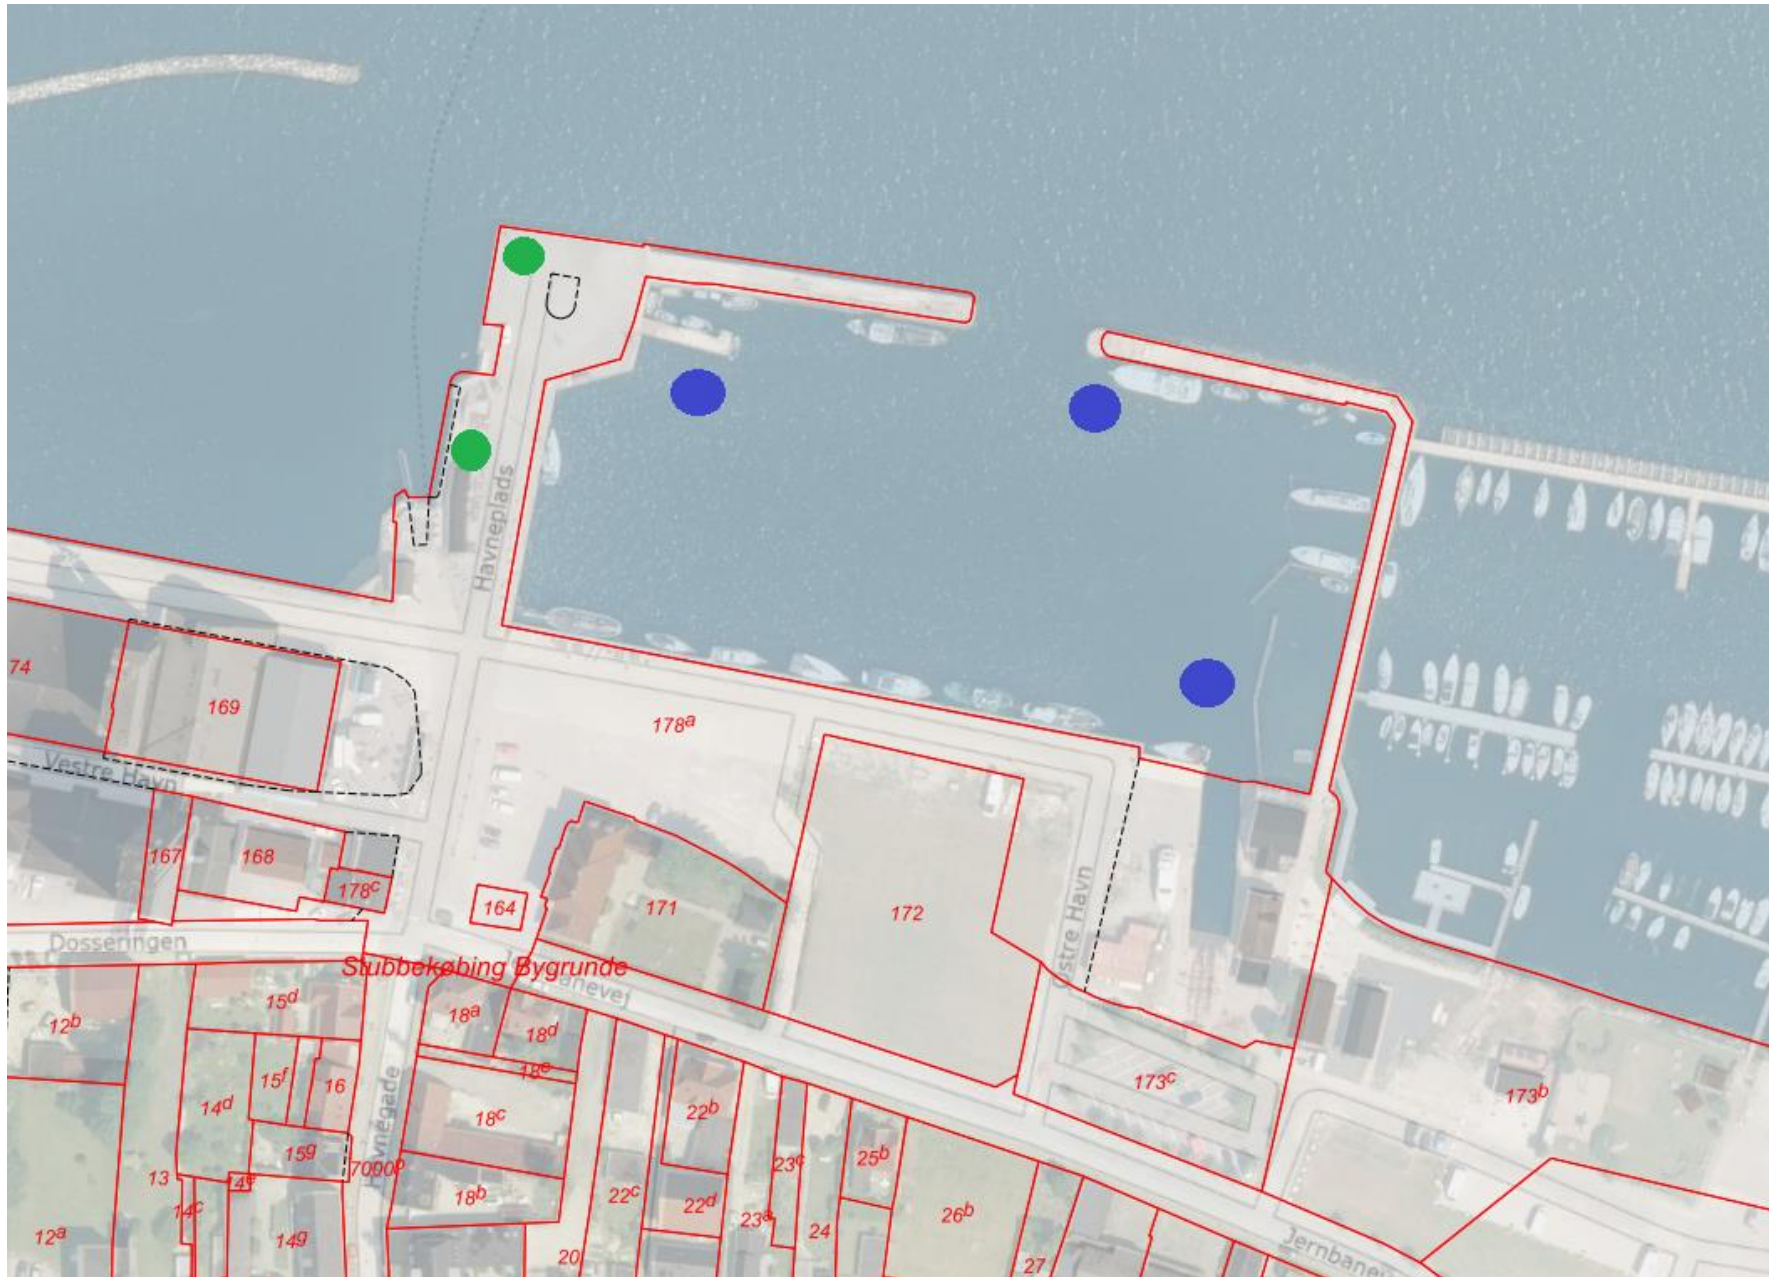 Havneplads
74
169
178a
Vestre Havn
167
168
178c
164
171
172
Østre Havn
Dosseringen
Stubbekøbing Bygrunde
12b
15d
18a
18d
18e
15f
16
14d
18c
22b
173c
173b
15g
Havnegade
7090p
13
14e
14c
18b
22c
22d
23c
23a
25b
24
26b
12a
14g
20
27